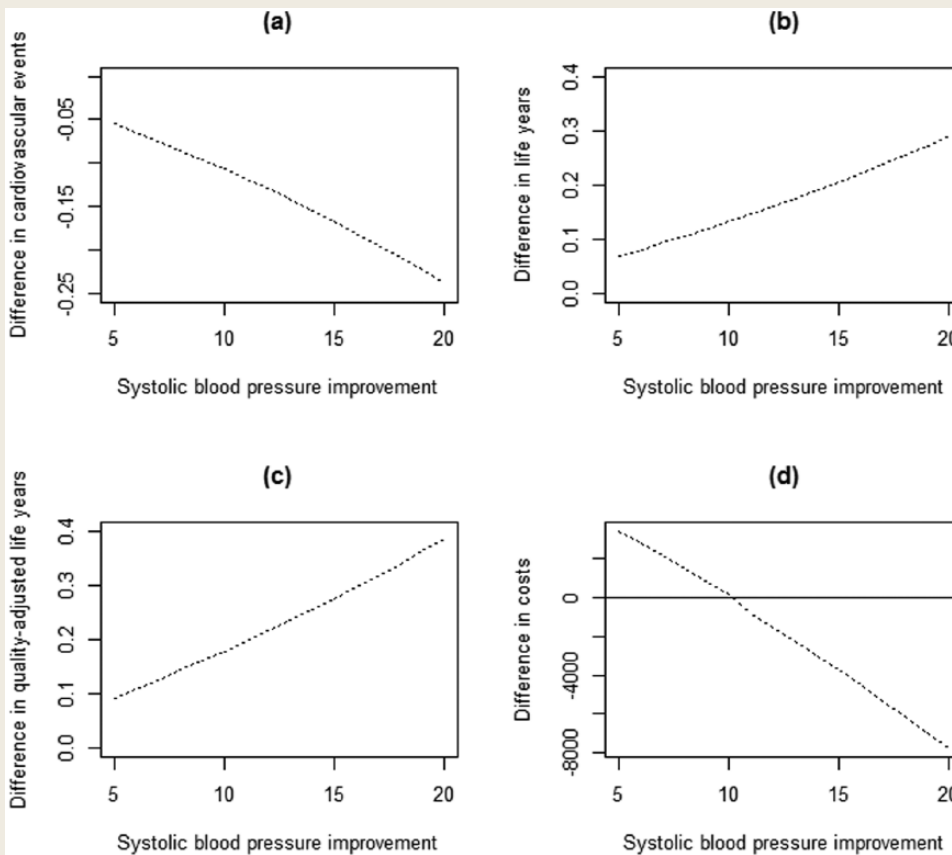 (a)
Difference in cardiovascular events
-0.05
-0.15
-0.25
5 10 15 20
Systolic blood pressure improvement
(b)
Difference in life years
0.4
0.3
0.2
0.1
0.0
5 10 15 20
Systolic blood pressure improvement
(c)
Difference in quality-adjusted life years
0.4
0.3
0.2
0.1
0.0
5 10 15 20
Systolic blood pressure improvement
(d)
Difference in costs
0
-4000
-8000
5 10 15 20
Systolic blood pressure improvement